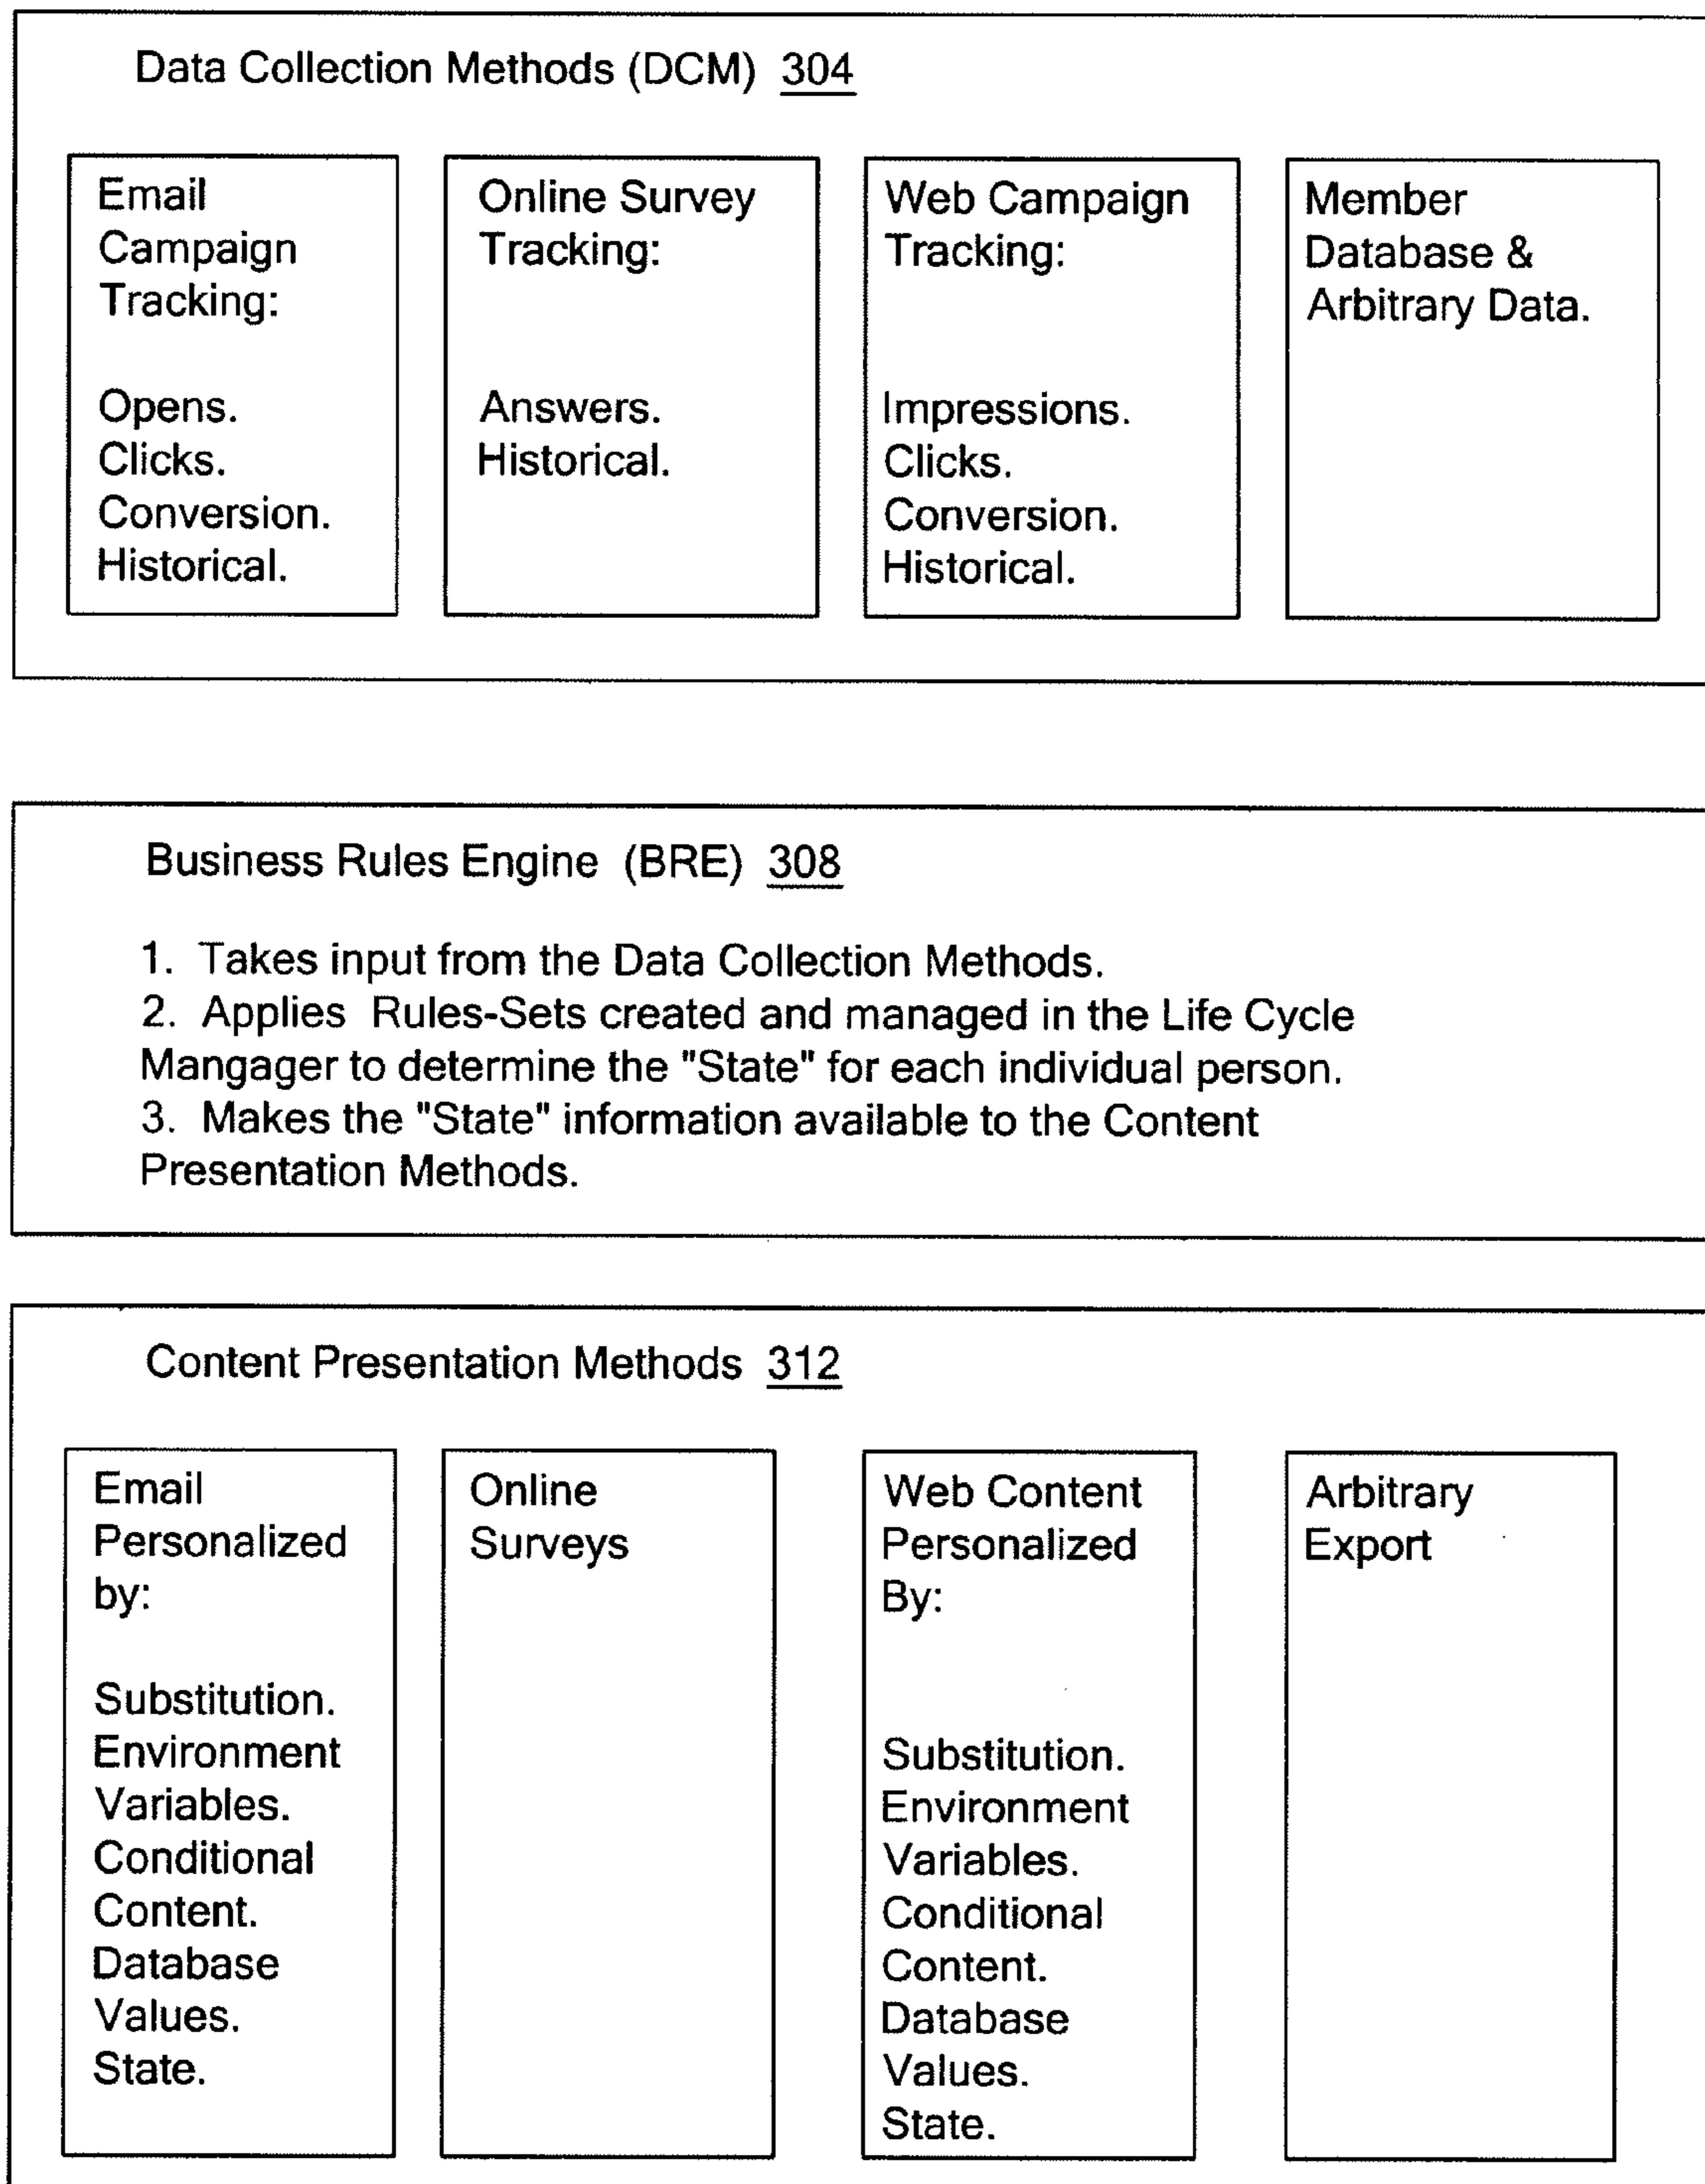 Data Collection Methods (DCM) 304
Email
Campaign
Tracking:
Opens.
Clicks.
Conversion.
Historical.
Online Survey
Tracking:
Answers.
Historical.
Web Campaign
Tracking:
Impressions.
Clicks.
Conversion.
Historical.
Member
Database &
Arbitrary Data.
Business Rules Engine (BRE) 308
1. Takes input from the Data Collection Methods.
2. Applies Rules-Sets created and managed in the Life Cycle
Mangager to determine the "State" for each individual person.
3. Makes the "State" information available to the Content
Presentation Methods.
Content Presentation Methods 312
Email
Personalized
by:
Substitution.
Environment
Variables.
Conditional
Content.
Database
Values.
State.
Online
Surveys
Web Content
Personalized
By:
Substitution.
Environment
Variables.
Conditional
Content.
Database
Values.
State.
Arbitrary
Export